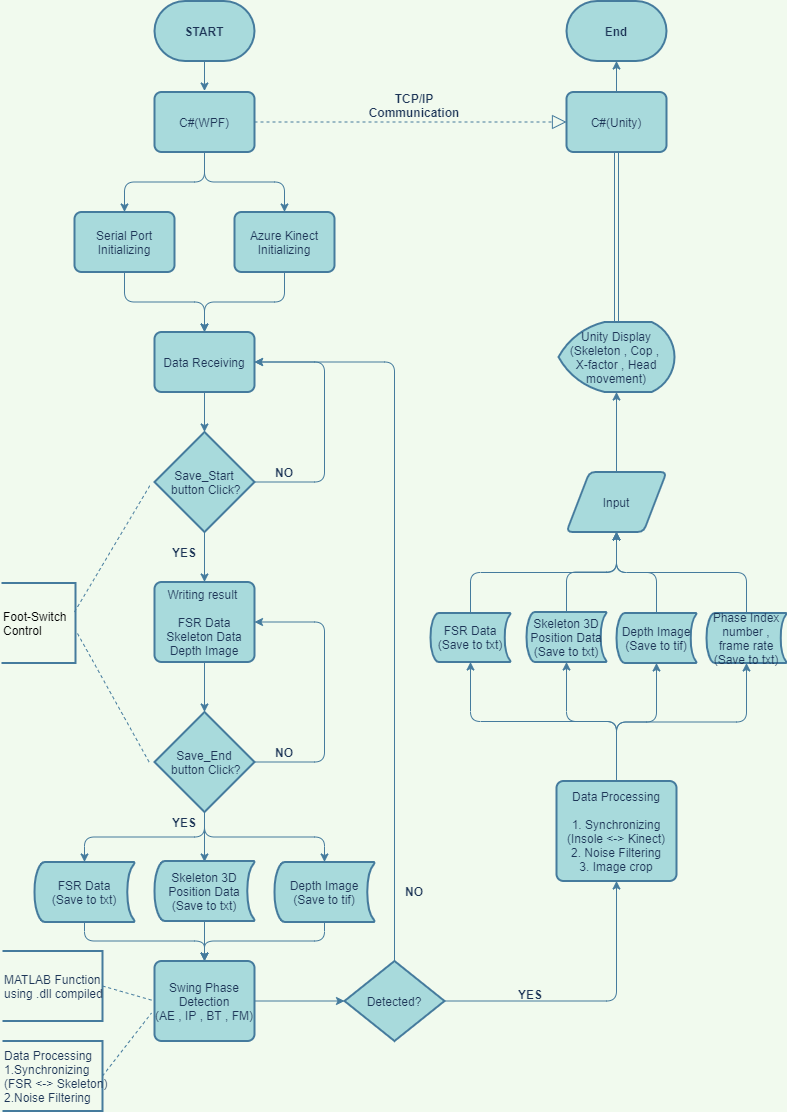 START
End
C#(WPF)
TCP/IP
Communication
C#(Unity)
Serial Port
Initializing
Azure Kinect
Initializing
Data Receiving
Unity Display
(Skeleton , Cop ,
X-factor , Head
movement)
Save_Start
button Click?
NO
Input
YES
Writing result
FSR Data
Skeleton Data
Depth Image
Foot-Switch
Control
FSR Data
(Save to txt)
Skeleton 3D
Position Data
(Save to txt)
Depth Image
(Save to tif)
Phase Index
number ,
frame rate
(Save to txt)
Save_End
button Click?
NO
YES
Data Processing
1. Synchronizing
(Insole <-> Kinect)
2. Noise Filtering
3. Image crop
FSR Data
(Save to txt)
Skeleton 3D
Position Data
(Save to txt)
Depth Image
(Save to tif)
NO
MATLAB Function
using .dll compiled
Swing Phase
Detection
(AE , IP , BT , FM)
Detected?
YES
Data Processing
1.Synchronizing
(FSR <-> Skeleton)
2.Noise Filtering